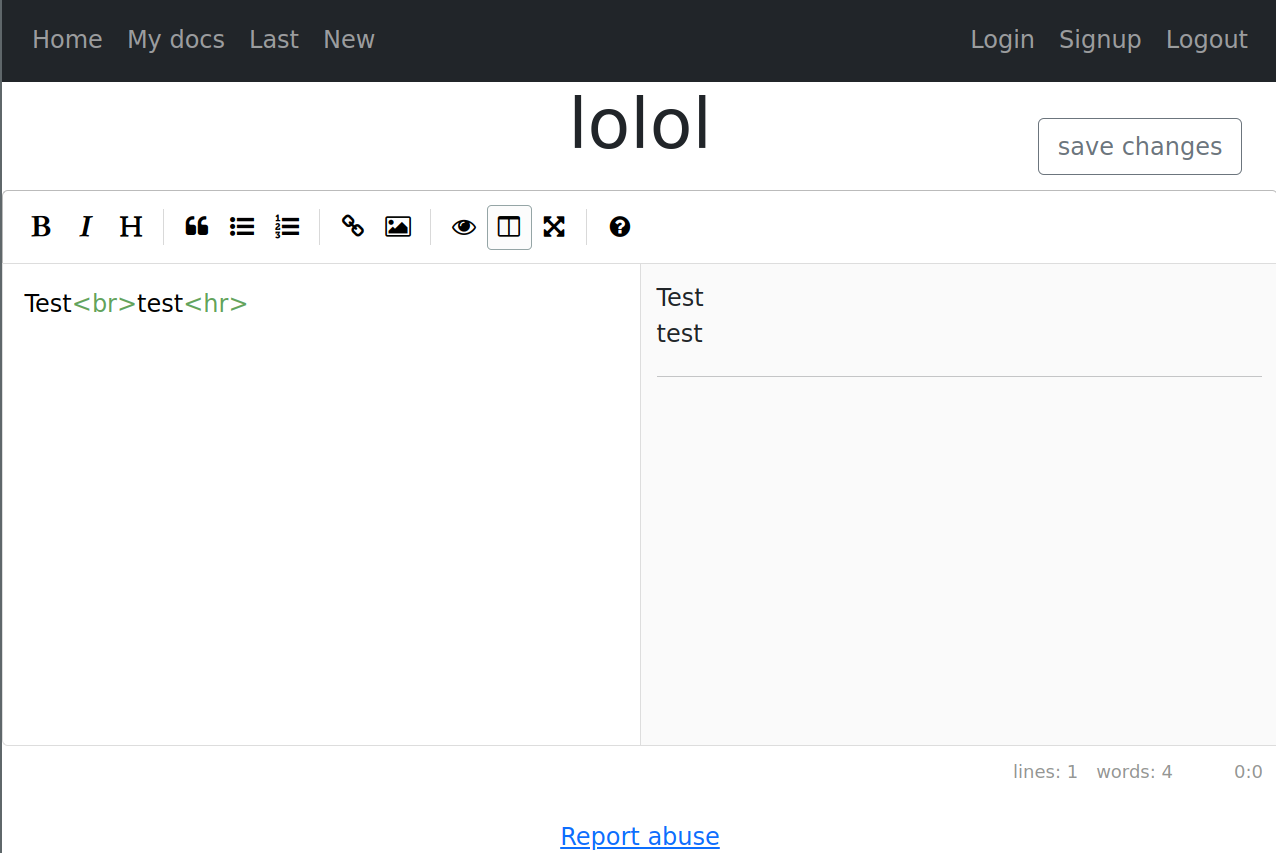 Home My docs Last New Login Signup Logout
lolol
save changes
B I H
Test<br>test<hr>
Test
test
lines: 1 words: 4 0:0
Report abuse